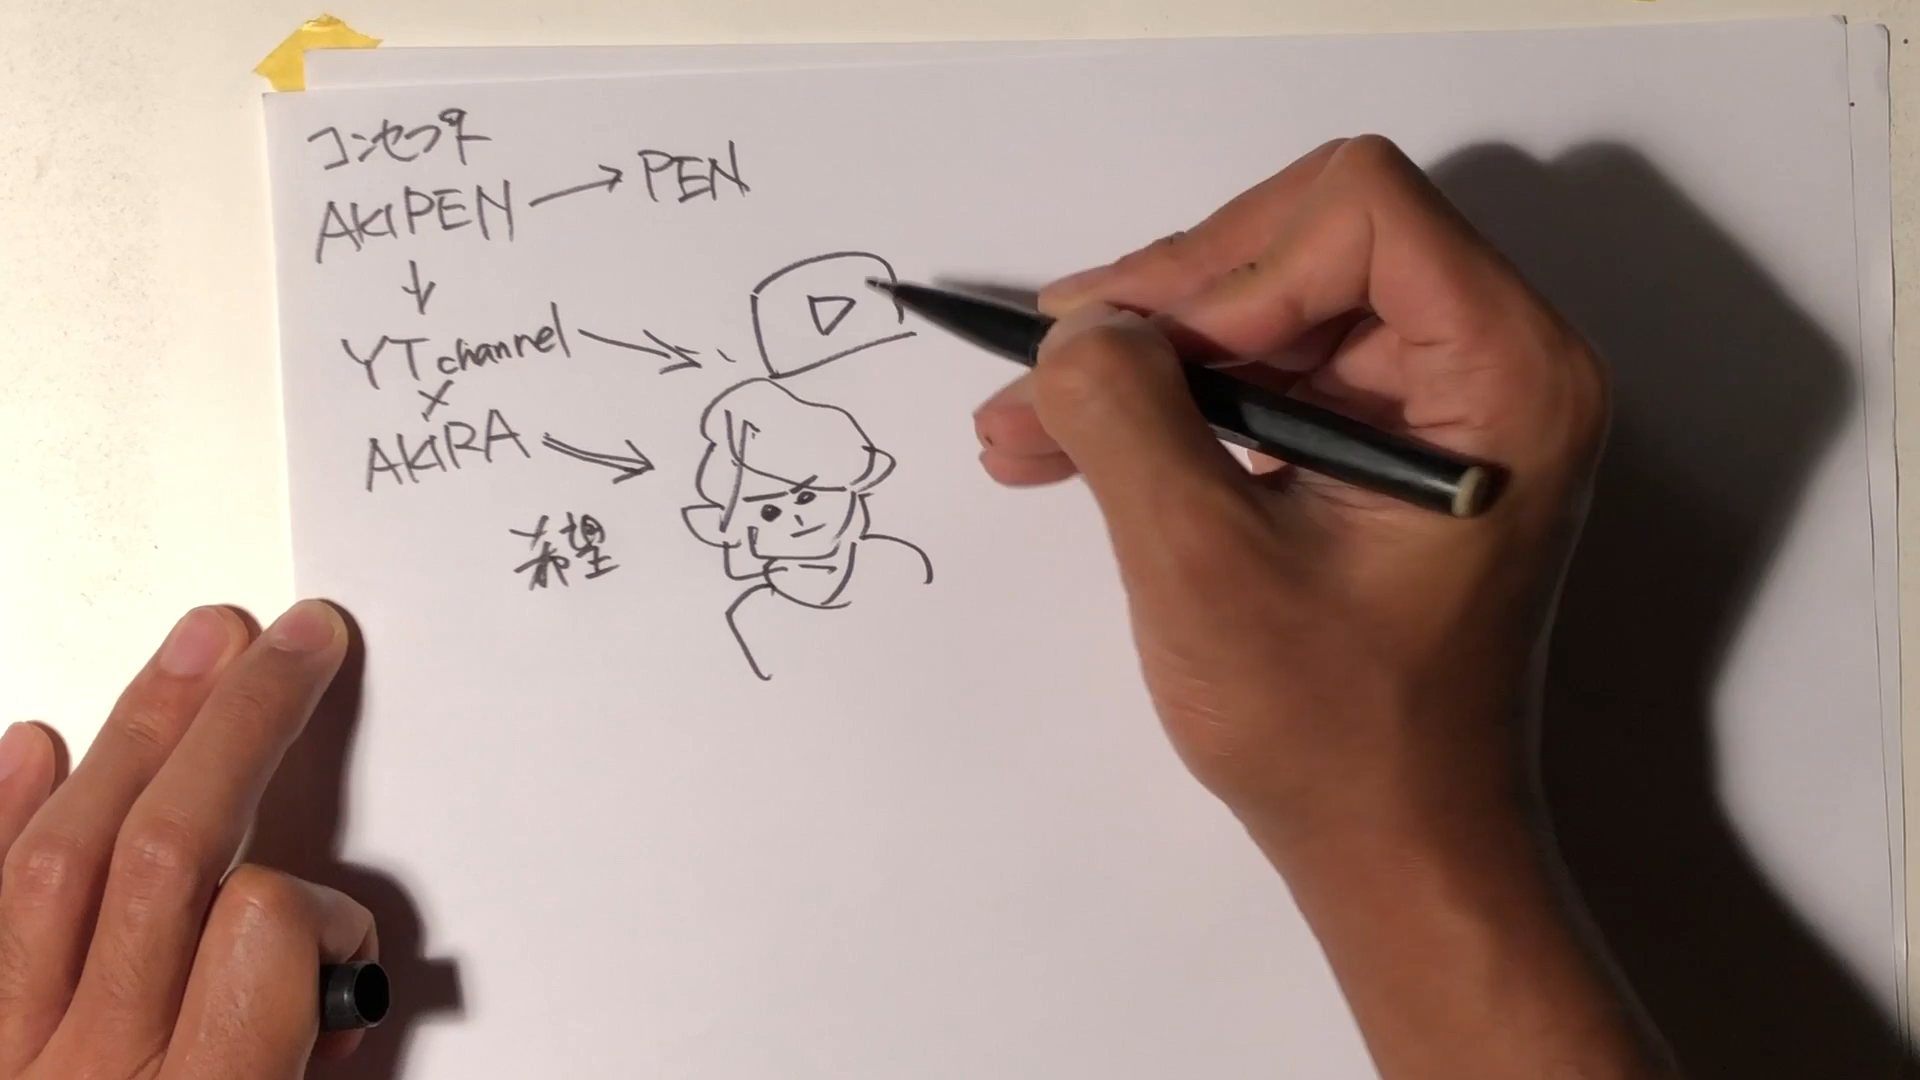 コンセプト
AKIPEN → PEN
↓
YT channel →
×
AKIRA ⇒
希望